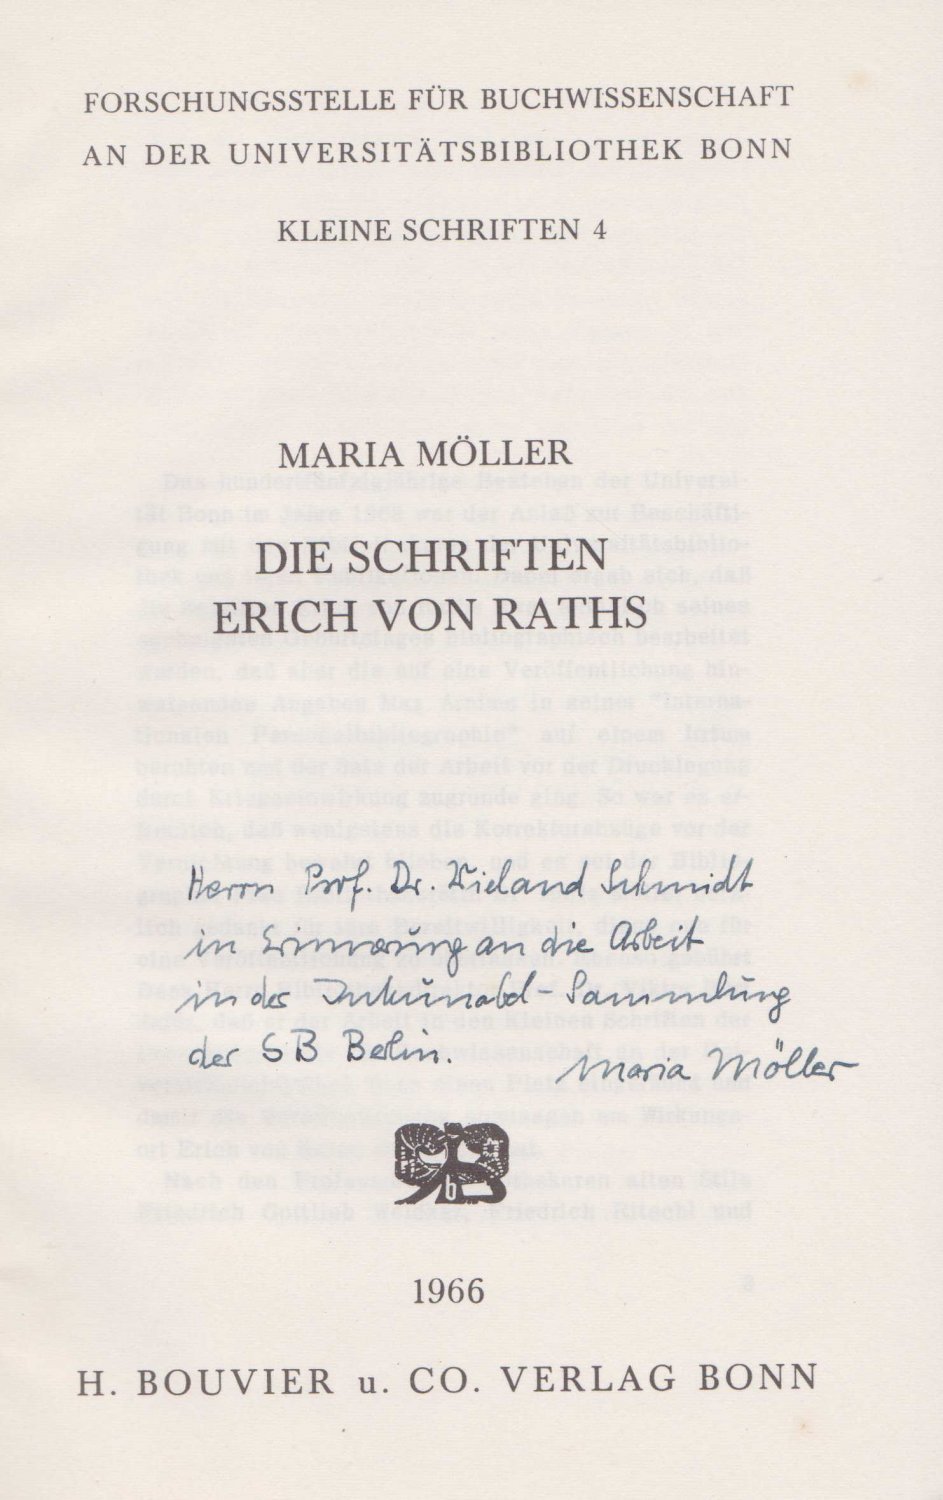 FORSCHUNGSSTELLE FÜR BUCHWISSENSCHAFT
AN DER UNIVERSITÄTSBIBLIOTHEK BONN
KLEINE SCHRIFTEN 4
MARIA MÖLLER
DIE SCHRIFTEN
ERICH VON RATHS
Herrn Prof. Dr. Wieland Schmidt
in Erinnerung an die Arbeit
in der Inkunabel-Sammlung
der SB Berlin.
Maria Möller
b
1966
H. BOUVIER u. CO. VERLAG BONN